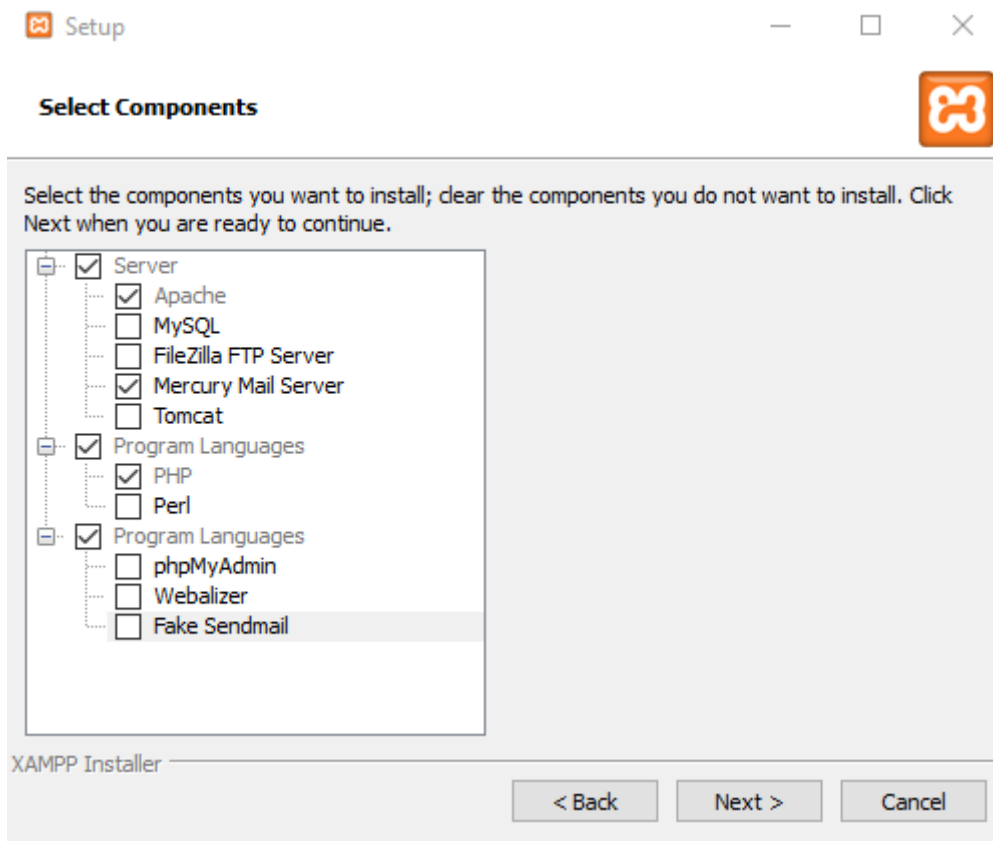 Setup
Select Components
Select the components you want to install; clear the components you do not want to install. Click
Next when you are ready to continue.
Server
Apache
MySQL
FileZilla FTP Server
Mercury Mail Server
Tomcat
Program Languages
PHP
Perl
Program Languages
phpMyAdmin
Webalizer
Fake Sendmail
XAMPP Installer
< Back Next > Cancel